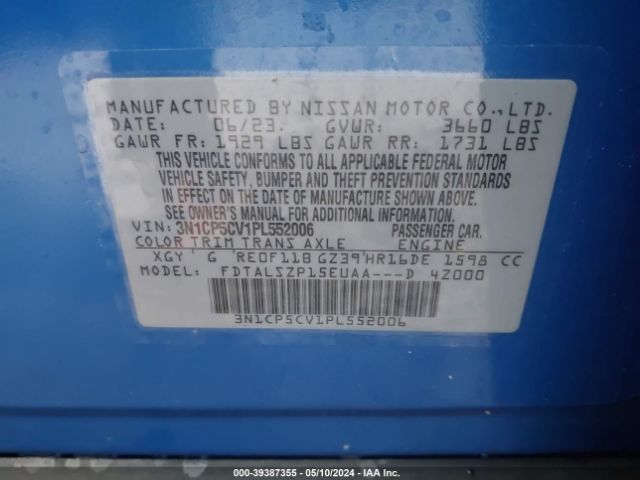 MANUFACTURED BY NISSAN MOTOR CO., LTD.
DATE: 06/23. GVWR: 3660 LBS
GAWR FR: 1929 LBS GAWR RR: 1731 LBS
THIS VEHICLE CONFORMS TO ALL APPLICABLE FEDERAL MOTOR
VEHICLE SAFETY, BUMPER AND THEFT PREVENTION STANDARDS
IN EFFECT ON THE DATE OF MANUFACTURE SHOWN ABOVE.
SEE OWNER'S MANUAL FOR ADDITIONAL INFORMATION.
VIN: 3N1CP5CV1PL552006 PASSENGER CAR.
COLOR TRIM TRANS AXLE ENGINE
XGY G RE0F11B GZ39 HR16DE 1598 CC
MODEL: FDTALSZP15EUAA---D 4Z000
3N1CP5CV1PL552006
000-39387355 - 05/10/2024 - IAA Inc.